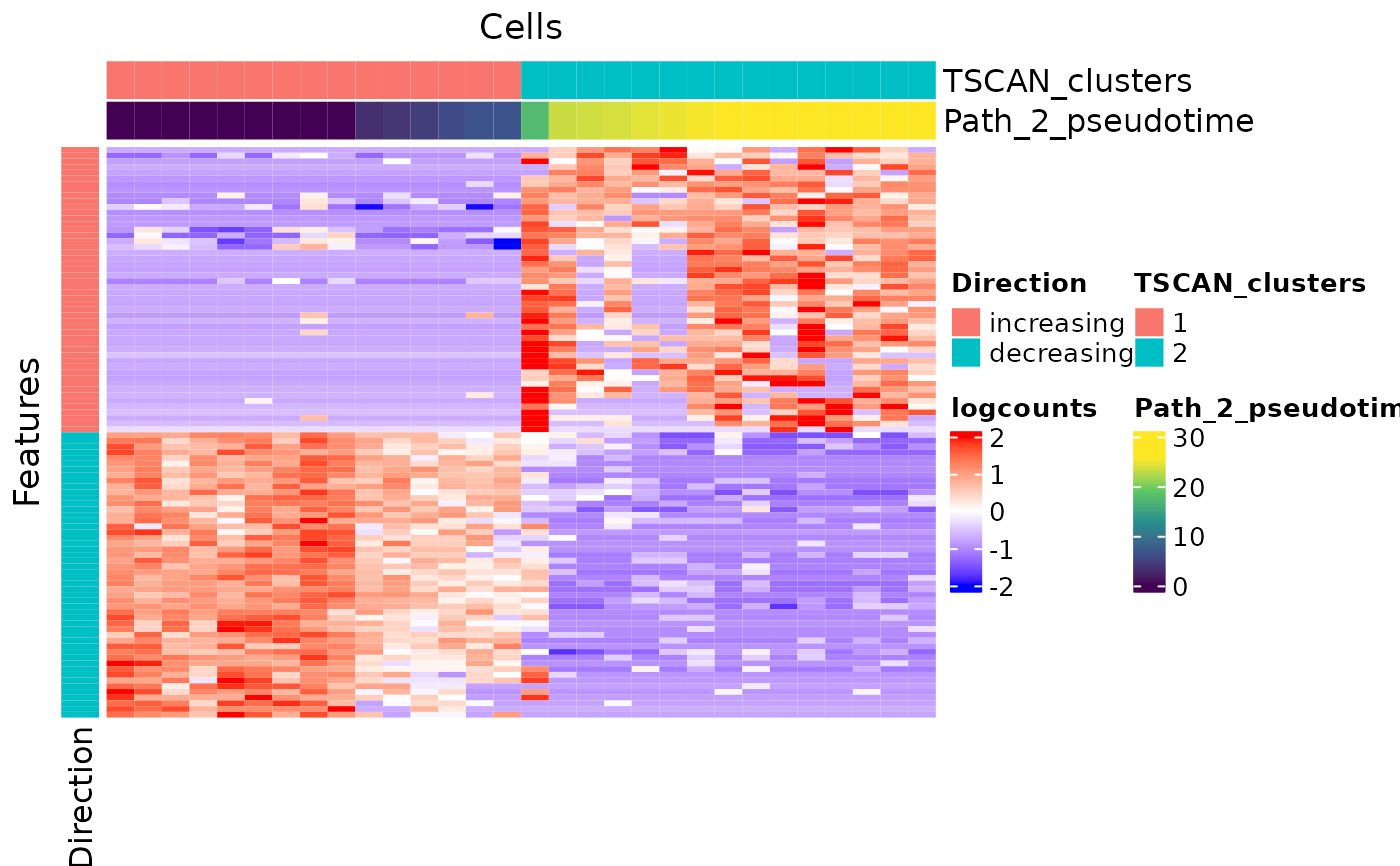 Cells
TSCAN_clusters
Path_2_pseudotime
Features
Direction
Direction
increasing
decreasing
TSCAN_clusters
1
2
logcounts
2
1
0
-1
-2
Path_2_pseudotim
30
20
10
0